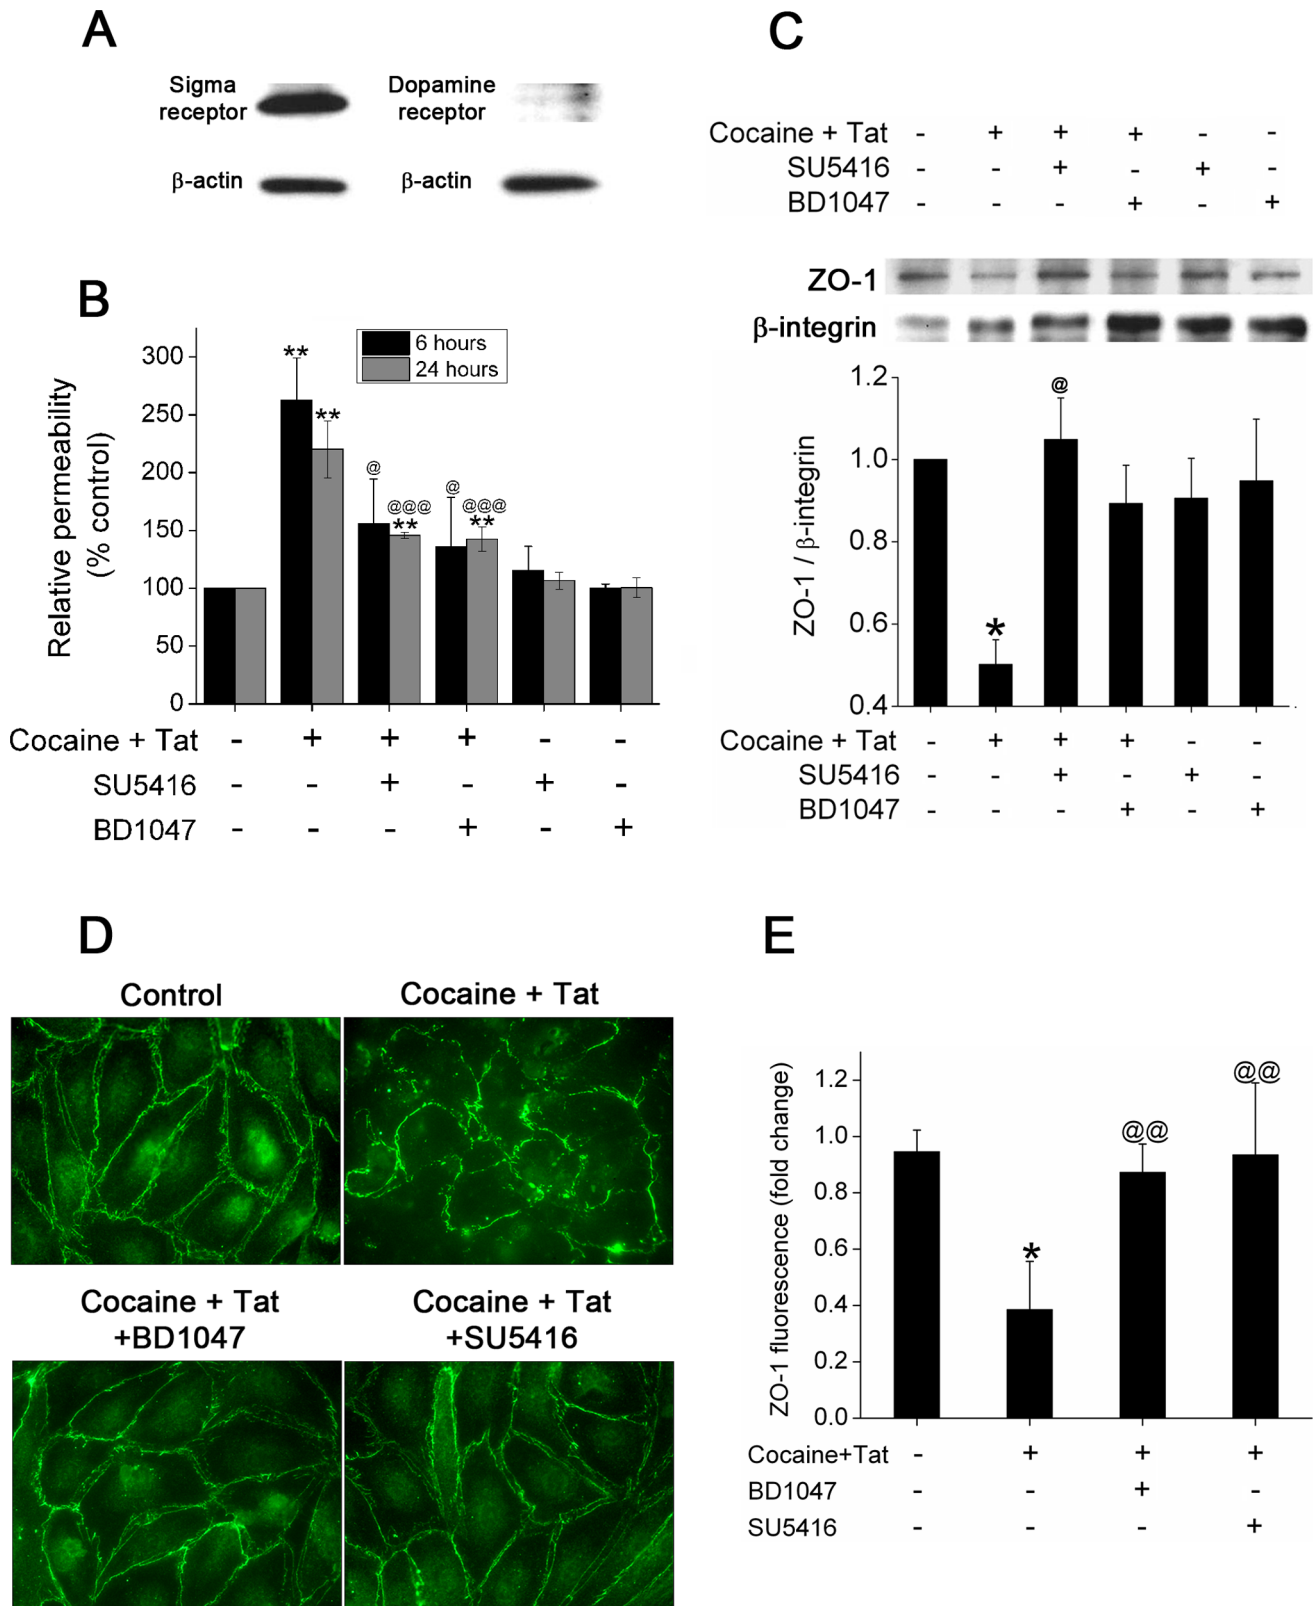 A
Sigma receptor
Dopamine receptor
β-actin
β-actin
B
Relative permeability (% control)
300
250
200
150
100
50
0
6 hours
24 hours
**
**
@
@@@
**
@
@@@
**
Cocaine + Tat - + + + - -
SU5416 - - + - + -
BD1047 - - - + - +
C
Cocaine + Tat - + + + - -
SU5416 - - + - + -
BD1047 - - - + - +
ZO-1
β-integrin
ZO-1 / β-integrin
1.2
1.0
0.8
0.6
0.4
*
@
Cocaine + Tat - + + + - -
SU5416 - - + - + -
BD1047 - - - + - +
D
Control
Cocaine + Tat
Cocaine + Tat
+BD1047
Cocaine + Tat
+SU5416
E
ZO-1 fluorescence (fold change)
1.2
1.0
0.8
0.6
0.4
0.2
0.0
*
@@
@@
Cocaine+Tat - + + +
BD1047 - - + -
SU5416 - - - +